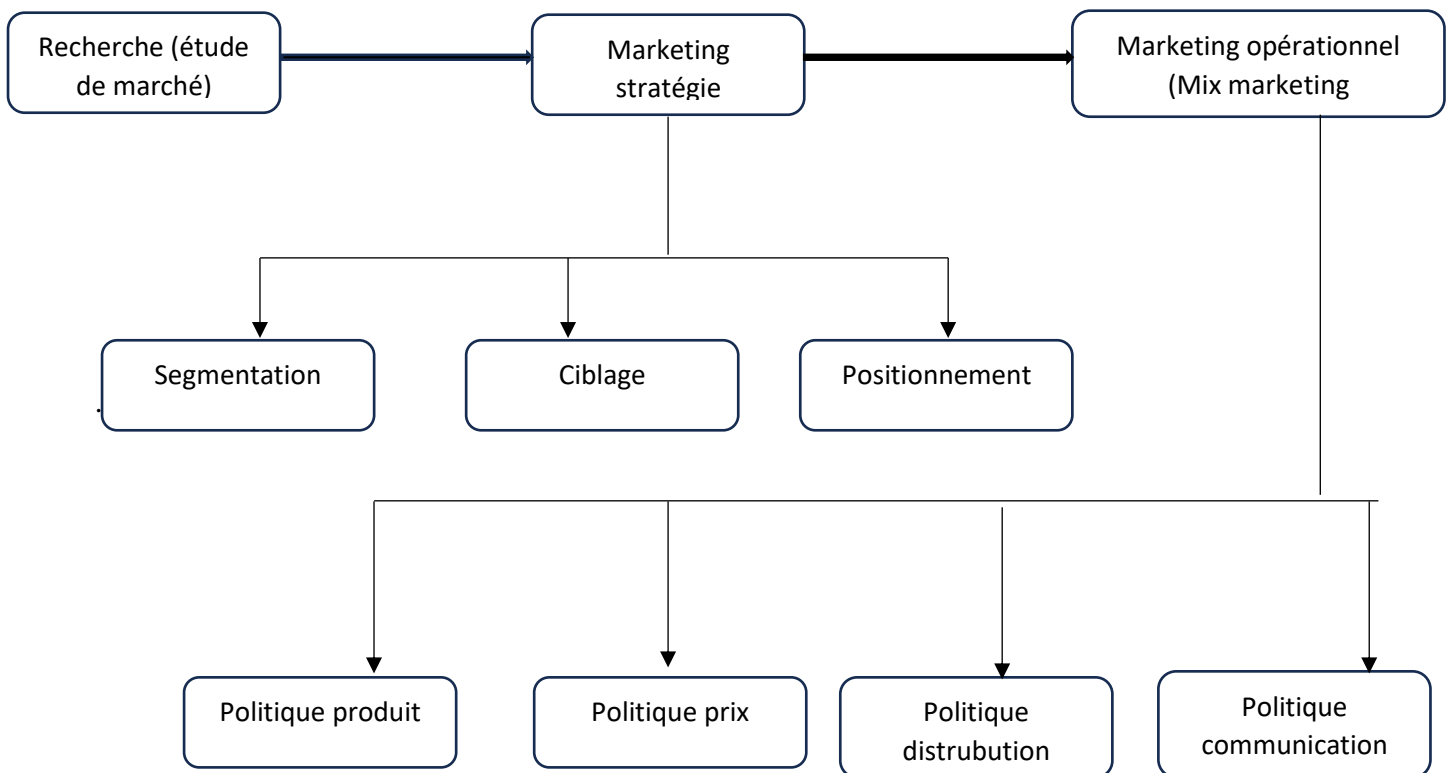 Recherche (étude
de marché)
Marketing
stratégie
Marketing opérationnel
(Mix marketing
Segmentation
Ciblage
Positionnement
.
Politique produit
Politique prix
Politique
distrubution
Politique
communication